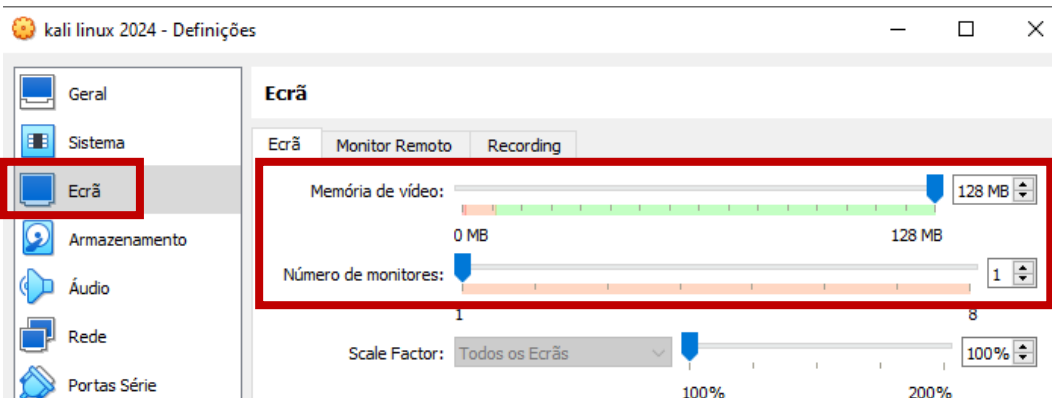 kali linux 2024 - Definições
Geral
Sistema
Ecrã
Armazenamento
Áudio
Rede
Portas Série
Ecrã
Ecrã Monitor Remoto Recording
Memória de vídeo: 128 MB
0 MB 128 MB
Número de monitores: 1
1 8
Scale Factor: Todos os Ecrãs 100%
100% 200%